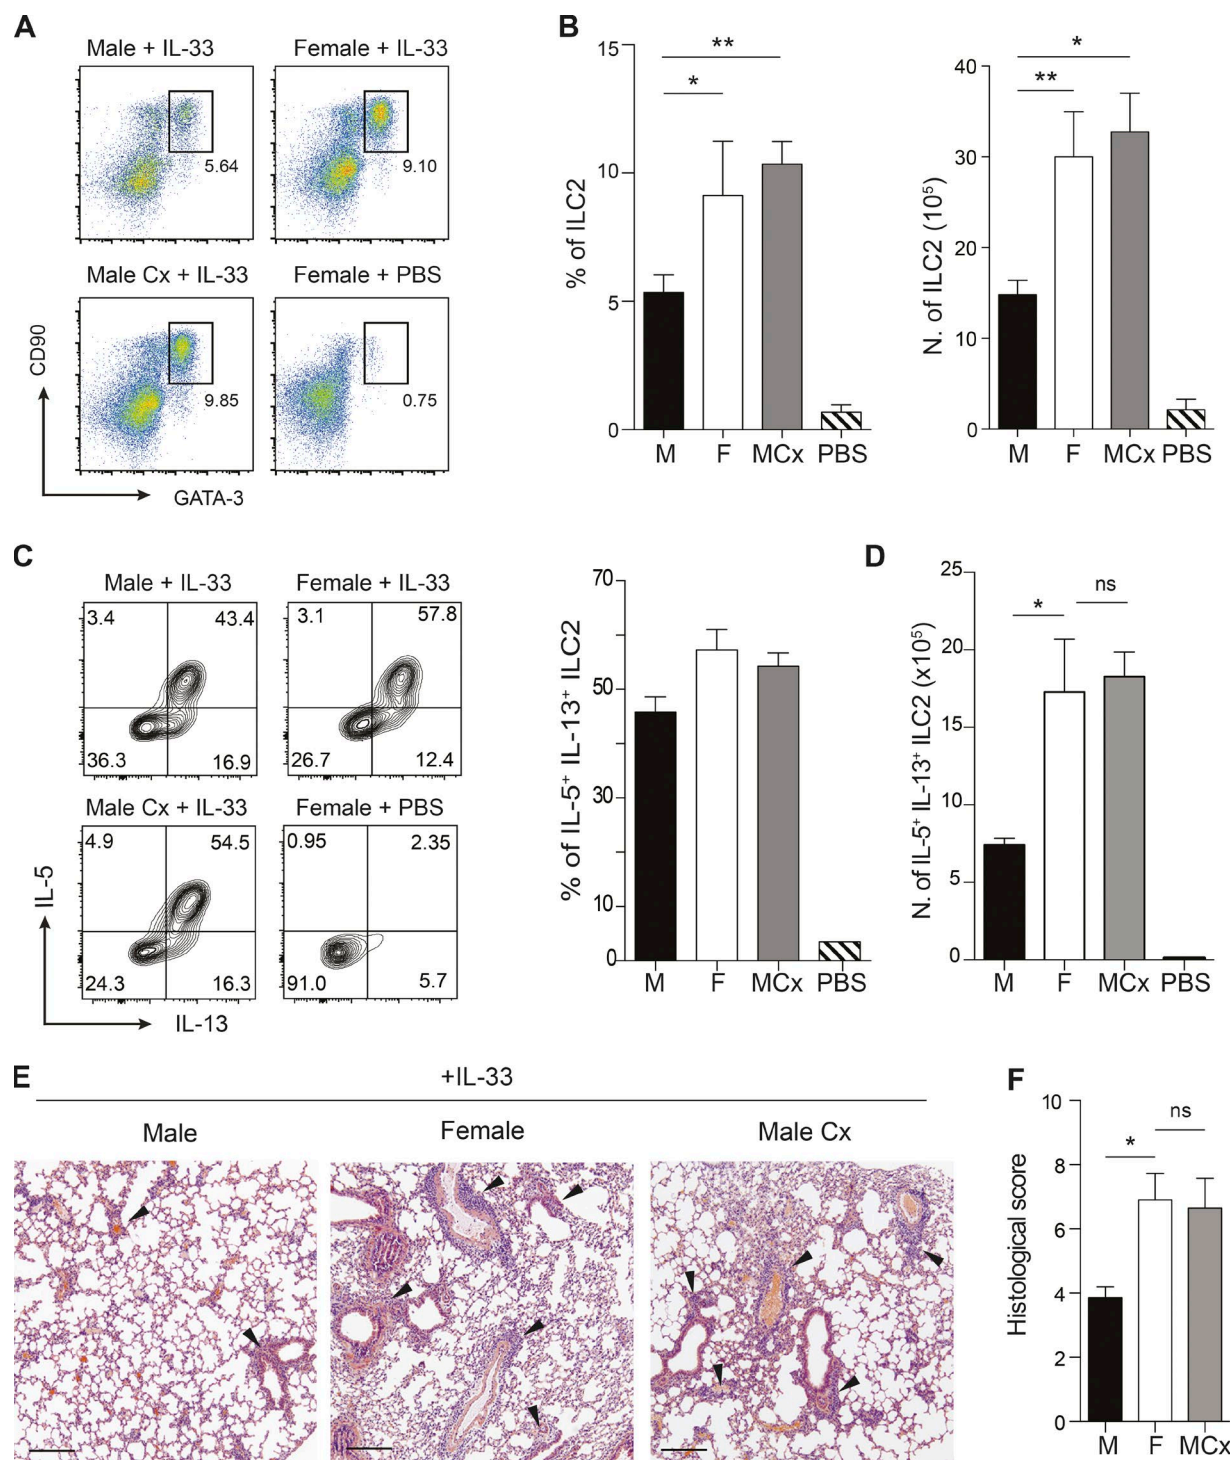 A
Male + IL-33
Female + IL-33
5.64
9.10
Male Cx + IL-33
Female + PBS
9.85
0.75
CD90
GATA-3
B
% of ILC2
15
10
5
0
**
*
M F MCx PBS
N. of ILC2 (10⁵)
40
30
20
10
0
*
**
M F MCx PBS
C
Male + IL-33
Female + IL-33
3.4 43.4
36.3 16.9
3.1 57.8
26.7 12.4
Male Cx + IL-33
Female + PBS
4.9 54.5
24.3 16.3
0.95 2.35
91.0 5.7
IL-5
IL-13
% of IL-5⁺ IL-13⁺ ILC2
70
50
30
10
0
M F MCx PBS
D
N. of IL-5⁺ IL-13⁺ ILC2 (x10⁵)
25
20
15
10
5
0
*
ns
M F MCx PBS
E
+IL-33
Male
Female
Male Cx
F
Histological score
10
8
6
4
2
0
*
ns
M F MCx